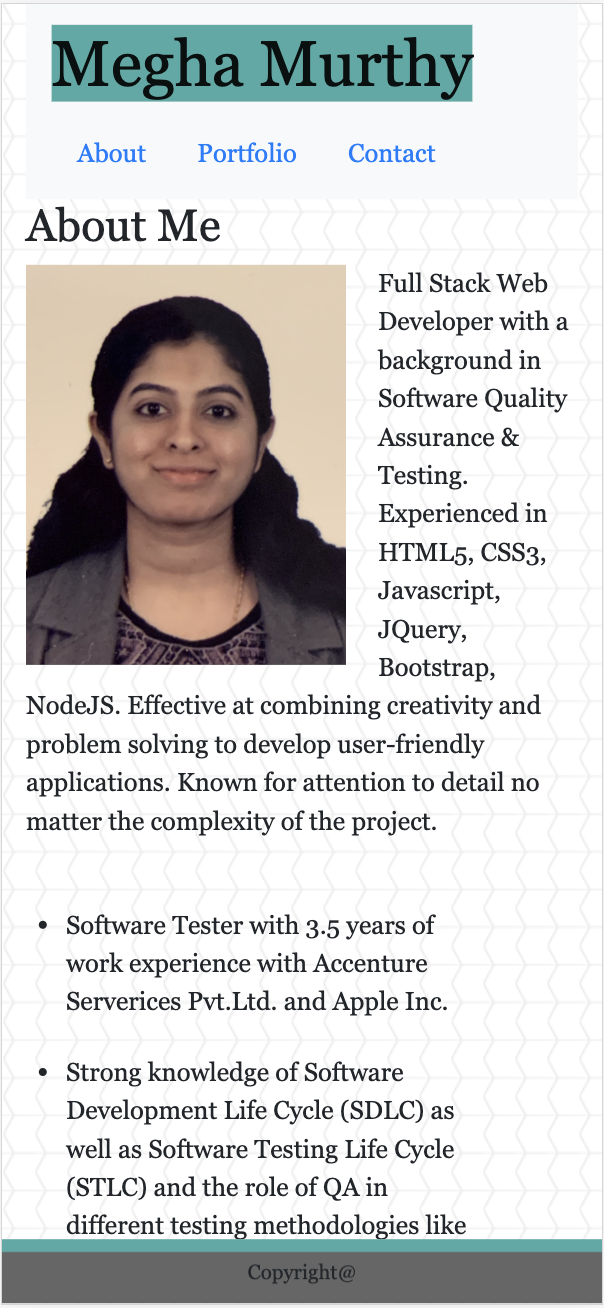 Megha Murthy
About Portfolio Contact
About Me
Full Stack Web
Developer with a
background in
Software Quality
Assurance &
Testing.
Experienced in
HTML5, CSS3,
Javascript,
JQuery,
Bootstrap,
NodeJS. Effective at combining creativity and
problem solving to develop user-friendly
applications. Known for attention to detail no
matter the complexity of the project.
• Software Tester with 3.5 years of
work experience with Accenture
Serverices Pvt.Ltd. and Apple Inc.
• Strong knowledge of Software
Development Life Cycle (SDLC) as
well as Software Testing Life Cycle
(STLC) and the role of QA in
different testing methodologies like
Copyright@